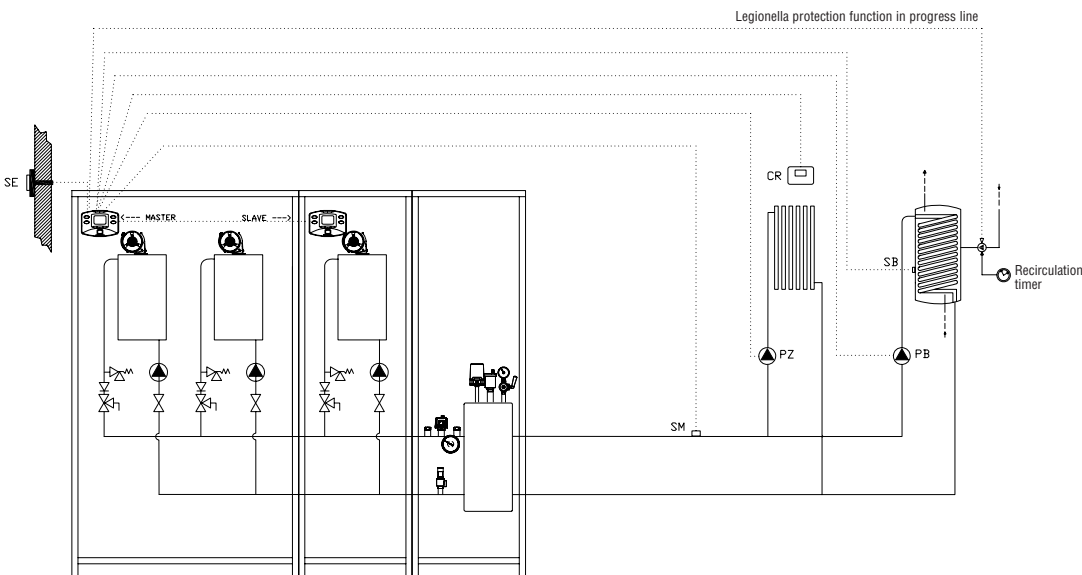 Legionella protection function in progress line
SE
CR
<--- MASTER
SLAVE --->
SB
Recirculation
timer
PZ
PB
SM